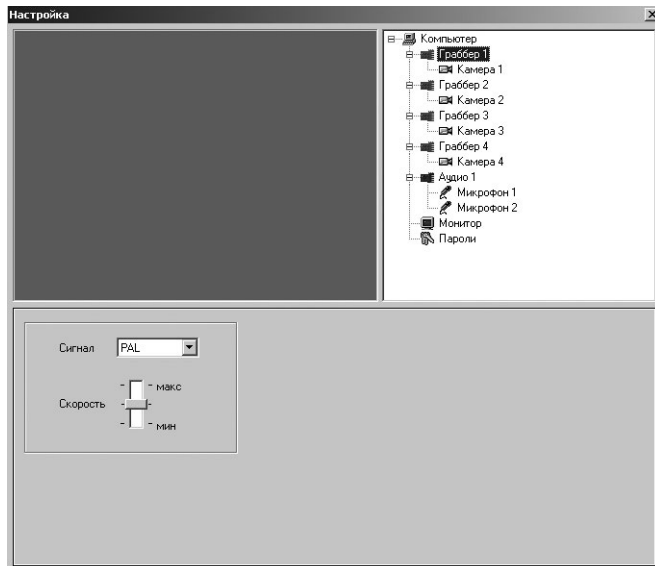 Настройка
Компьютер
Граббер 1
Камера 1
Граббер 2
Камера 2
Граббер 3
Камера 3
Граббер 4
Камера 4
Аудио 1
Микрофон 1
Микрофон 2
Монитор
Пароли
Сигнал PAL
макс
Скорость
мин